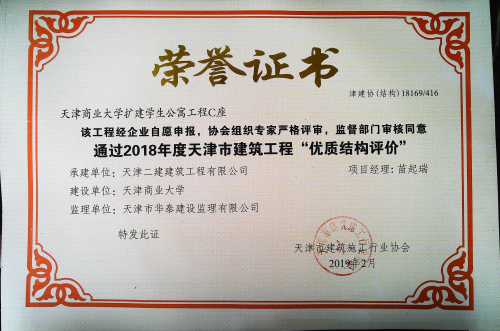 荣誉证书
津建协(结构)18169/416
天津商业大学扩建学生公寓工程C座
该工程经企业自愿申报，协会组织专家严格评审，监督部门审核同意
通过2018年度天津市建筑工程“优质结构评价”
承建单位：天津二建建筑工程有限公司 项目经理：苗起瑞
建设单位：天津商业大学
监理单位：天津市华泰建设监理有限公司
特发此证
天津市建筑施工行业协会
2019年2月